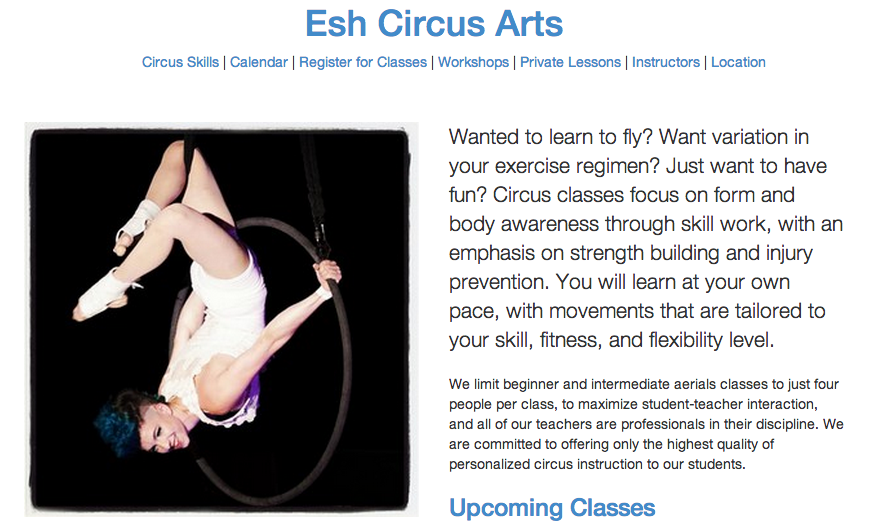 Esh Circus Arts
Circus Skills | Calendar | Register for Classes | Workshops | Private Lessons | Instructors | Location
Wanted to learn to fly? Want variation in
your exercise regimen? Just want to have
fun? Circus classes focus on form and
body awareness through skill work, with an
emphasis on strength building and injury
prevention. You will learn at your own
pace, with movements that are tailored to
your skill, fitness, and flexibility level.
We limit beginner and intermediate aerials classes to just four
people per class, to maximize student-teacher interaction,
and all of our teachers are professionals in their discipline. We
are committed to offering only the highest quality of
personalized circus instruction to our students.
Upcoming Classes